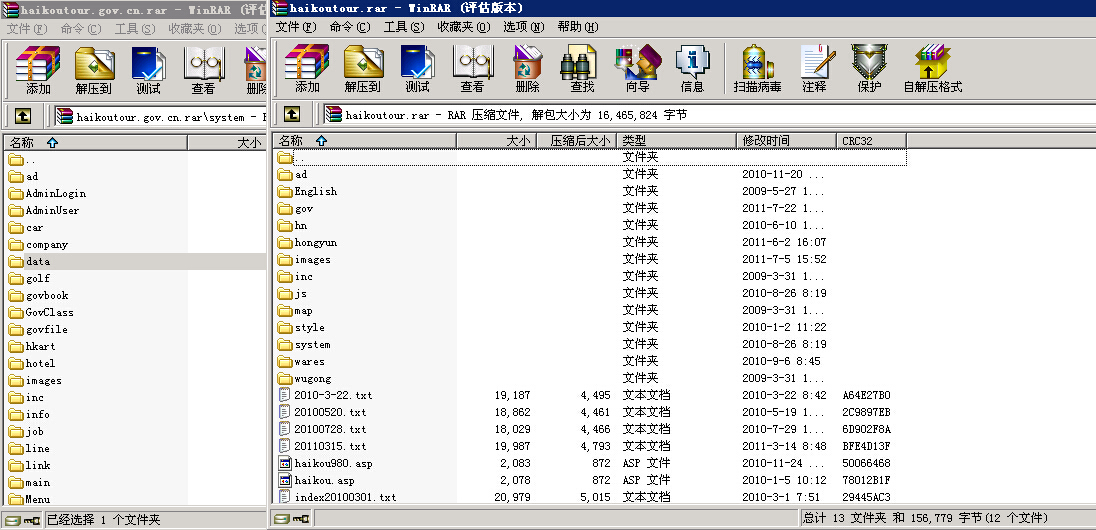 haikoutour.gov.cn.rar - WinRAR (评估
文件(F) 命令(C) 工具(S) 收藏夹(O) 选项(
添加 解压到 测试 查看 删除
haikoutour.gov.cn.rar\system -
名称 大小
..
ad
AdminLogin
AdminUser
car
company
data
golf
govbook
GovClass
govfile
hkart
hotel
images
inc
info
job
line
link
main
Menu
已经选择 1 个文件夹
haikoutour.rar - WinRAR (评估版本)
文件(F) 命令(C) 工具(S) 收藏夹(O) 选项(N) 帮助(H)
添加 解压到 测试 查看 删除 查找 向导 信息 扫描病毒 注释 保护 自解压格式
haikoutour.rar - RAR 压缩文件, 解包大小为 16,465,824 字节
名称 大小 压缩后大小 类型 修改时间 CRC32
.. 文件夹
ad 文件夹 2010-11-20 ...
English 文件夹 2009-5-27 1...
gov 文件夹 2011-7-22 1...
hn 文件夹 2010-6-10 1...
hongyun 文件夹 2011-6-2 16:07
images 文件夹 2011-7-5 15:52
inc 文件夹 2009-3-31 1...
js 文件夹 2010-8-26 8:19
map 文件夹 2009-3-31 1...
style 文件夹 2010-1-2 11:22
system 文件夹 2010-8-26 8:19
wares 文件夹 2010-9-6 8:45
wugong 文件夹 2009-3-31 1...
2010-3-22.txt 19,187 4,495 文本文档 2010-3-22 8:42 A64E27B0
20100520.txt 18,862 4,461 文本文档 2010-5-19 1... 2C9897EB
20100728.txt 18,029 4,466 文本文档 2010-7-29 1... 6D902F8A
20110315.txt 19,987 4,793 文本文档 2011-3-14 8:48 BFE4D13F
haikou980.asp 2,083 872 ASP 文件 2010-11-24 ... 50066468
haikou.asp 2,078 872 ASP 文件 2010-1-5 10:12 78012B1F
index20100301.txt 20,979 5,015 文本文档 2010-3-1 7:51 29445AC3
总计 13 文件夹 和 156,779 字节(12 个文件)